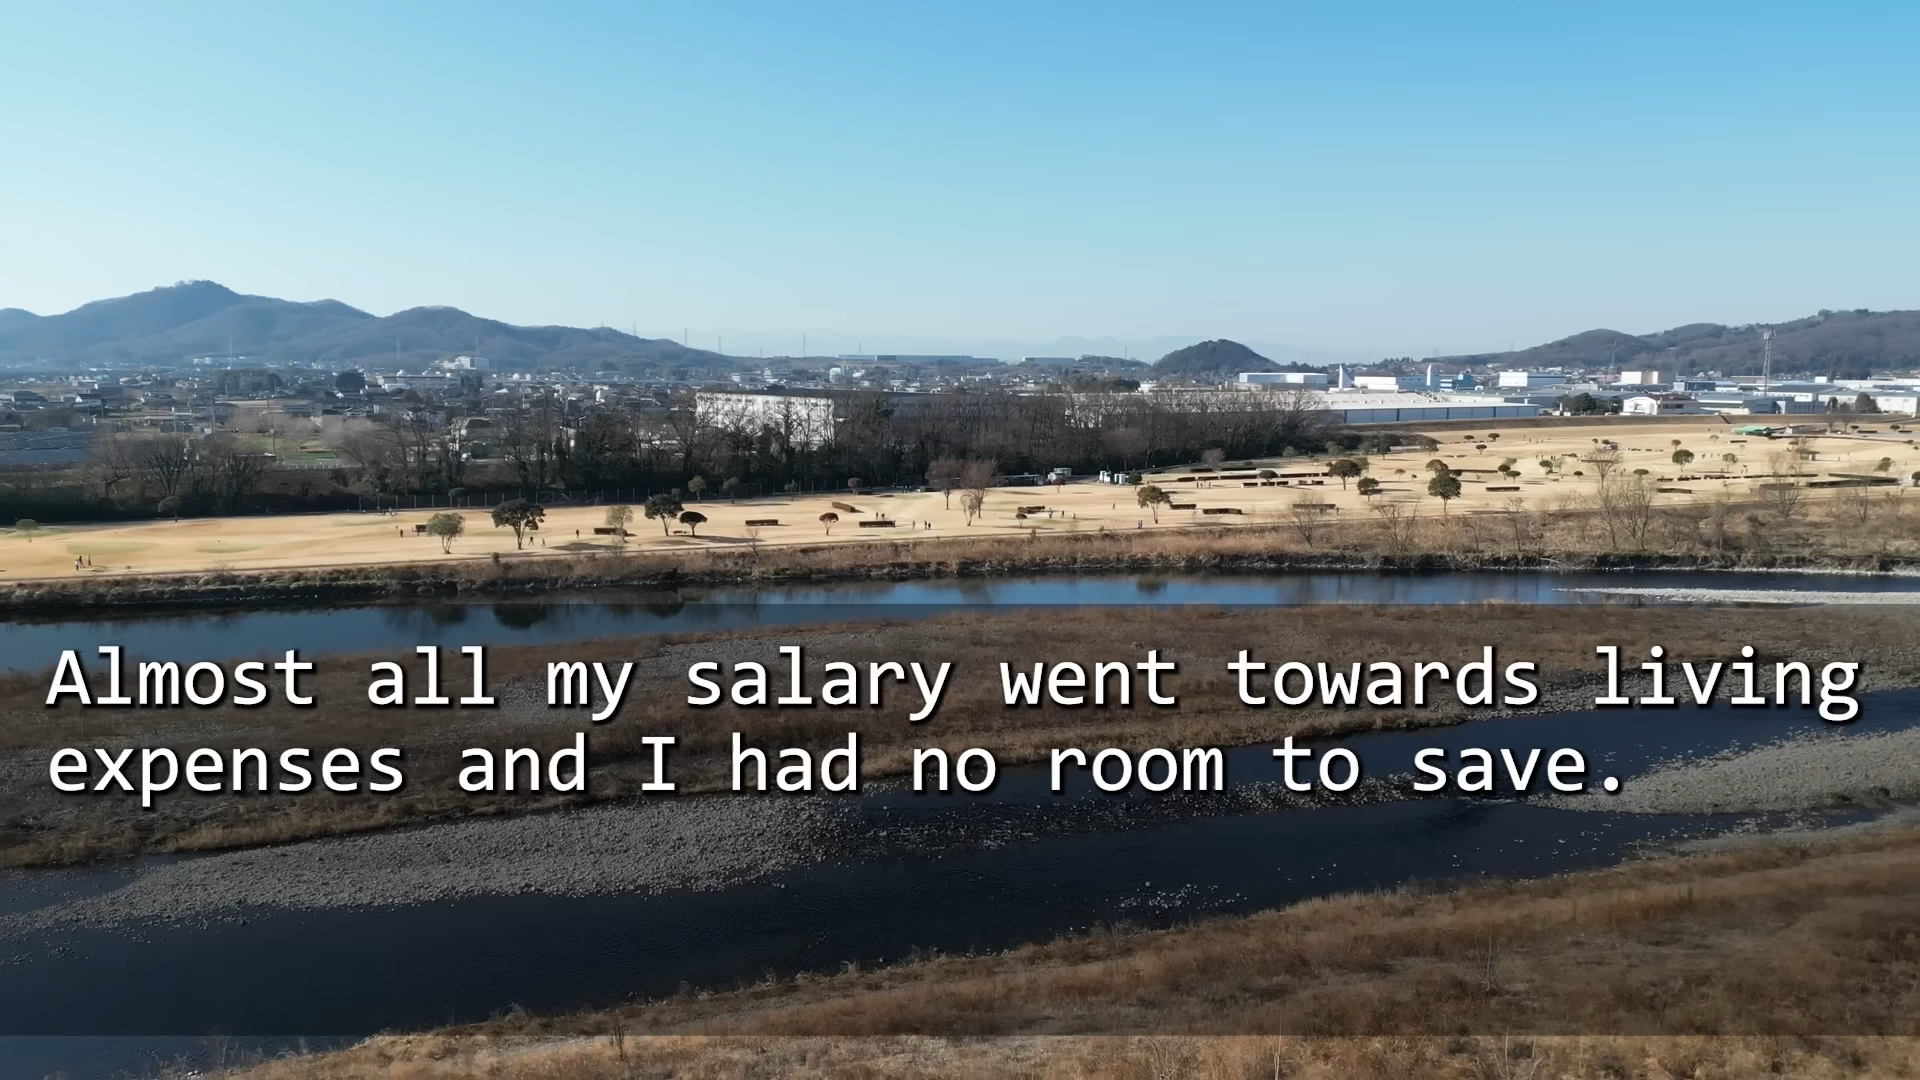 Almost all my salary went towards living
expenses and I had no room to save.